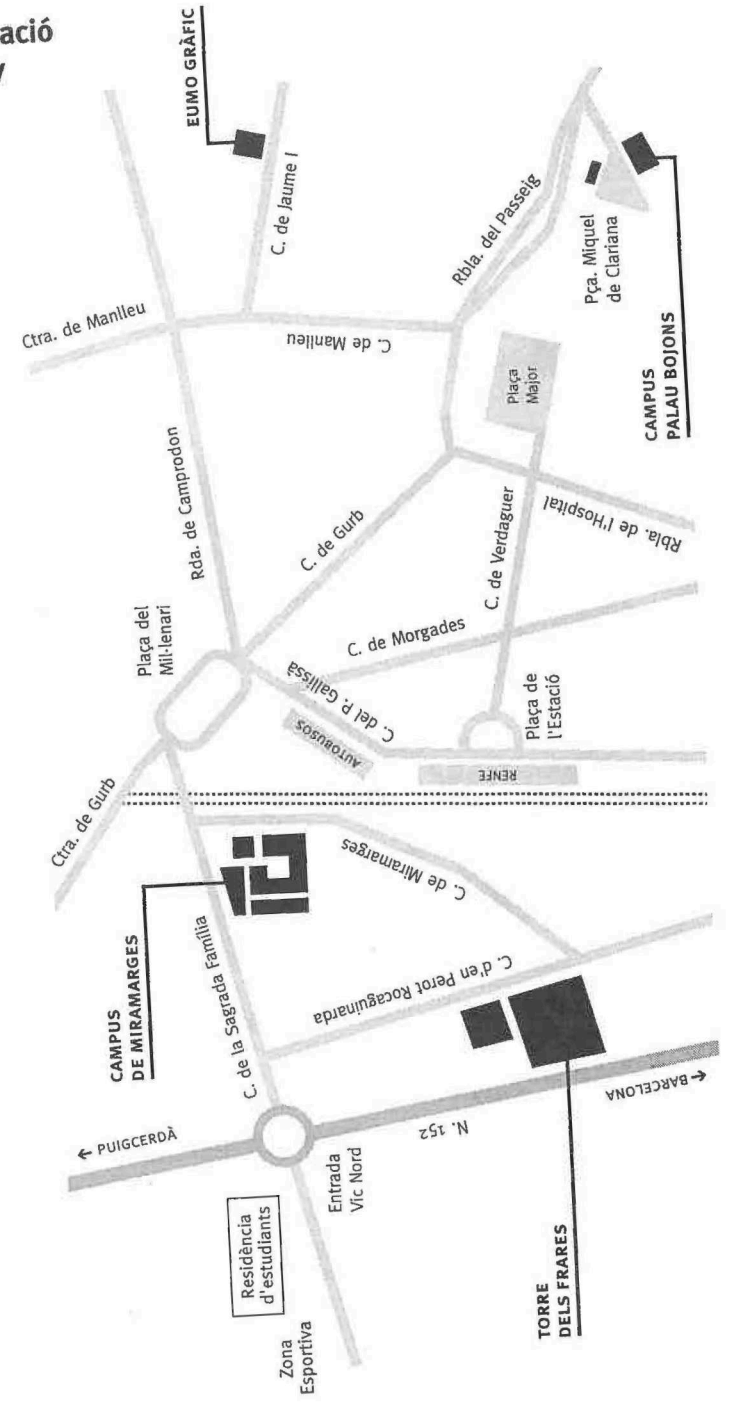 ació
EUMO GRÀFIC
C. de Jaume I
Ctra. de Manlleu
C. de Manlleu
Rbla. del Passeig
Pça. Miquel
de Clariana
CAMPUS
PALAU BOJONS
Plaça
Major
Rda. de Camprodon
C. de Gurb
C. de Verdaguer
Rbla. de l'Hospital
Plaça del
Mil·lenari
C. de Morgades
C. del P. Gallissà
AUTOBUSOS
Plaça de
l'Estació
RENFE
Ctra. de Gurb
C. de Miramarges
CAMPUS
DE MIRAMARGES
C. de la Sagrada Família
C. d'en Perot Rocaguinarda
← PUIGCERDÀ
N. 152
← BARCELONA
Entrada
Vic Nord
Residència
d'estudiants
Zona
Esportiva
TORRE
DELS FRARES